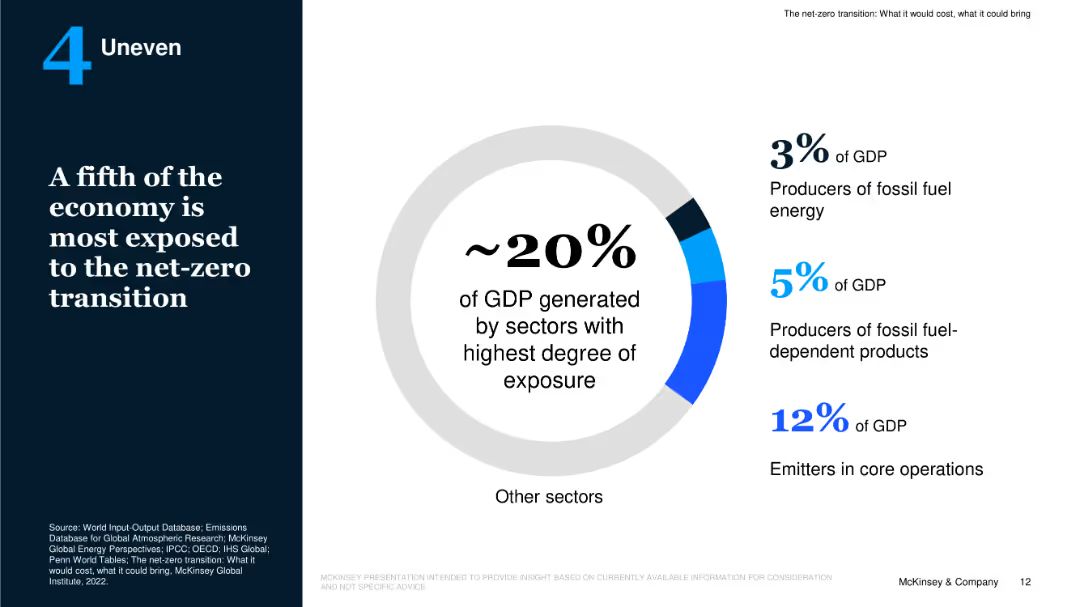 The net-zero transition: What it would cost, what it could bring
4 Uneven
A fifth of the
economy is
most exposed
to the net-zero
transition
~20%
of GDP generated
by sectors with
highest degree of
exposure
Other sectors
3% of GDP
Producers of fossil fuel
energy
5% of GDP
Producers of fossil fuel-
dependent products
12% of GDP
Emitters in core operations
Source: World Input-Output Database; Emissions
Database for Global Atmospheric Research; McKinsey
Global Energy Perspectives; IPCC; OECD; IHS Global;
Penn World Tables; The net-zero transition: What it
would cost, what it could bring, McKinsey Global
Institute, 2022.
MCKINSEY PRESENTATION INTENDED TO PROVIDE INSIGHT BASED ON CURRENTLY AVAILABLE INFORMATION FOR CONSIDERATION
AND NOT SPECIFIC ADVICE
McKinsey & Company 12